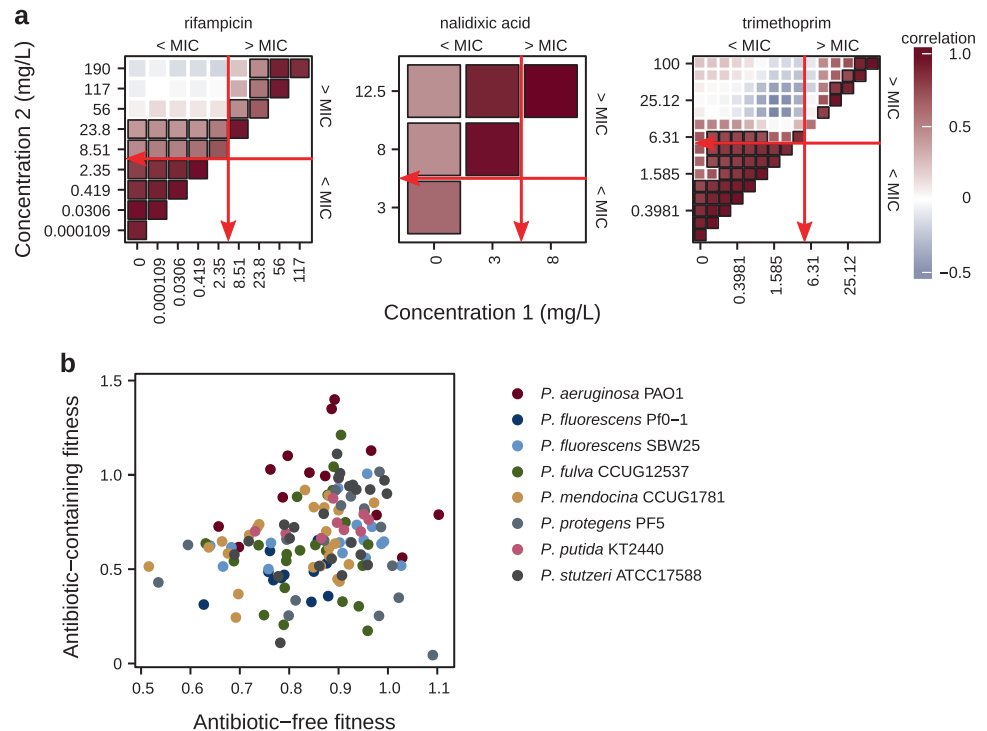 a
rifampicin
nalidixic acid
trimethoprim
< MIC
> MIC
< MIC
> MIC
< MIC
> MIC
correlation
Concentration 2 (mg/L)
190
117
56
23.8
8.51
2.35
0.419
0.0306
0.000109
> MIC
< MIC
0
0.000109
0.0306
0.419
2.35
8.51
23.8
56
117
12.5
8
3
> MIC
< MIC
0
3
8
100
25.12
6.31
1.585
0.3981
> MIC
< MIC
0
0.3981
1.585
6.31
25.12
1.0
0.5
0
−0.5
Concentration 1 (mg/L)
b
Antibiotic−containing fitness
1.5
1.0
0.5
0
0.5
0.6
0.7
0.8
0.9
1.0
1.1
Antibiotic−free fitness
P. aeruginosa PAO1
P. fluorescens Pf0−1
P. fluorescens SBW25
P. fulva CCUG12537
P. mendocina CCUG1781
P. protegens PF5
P. putida KT2440
P. stutzeri ATCC17588